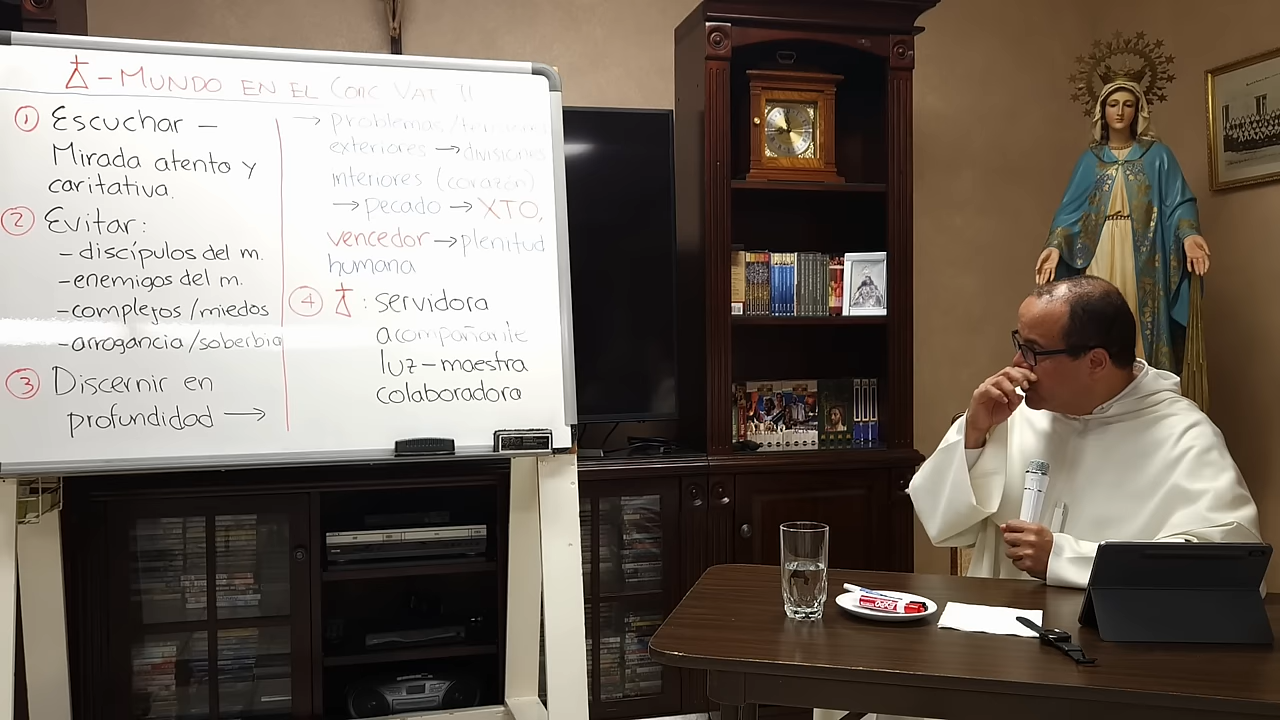 - MUNDO EN EL CONC VAT II
① Escuchar –
Mirada atenta y
caritativa.
② Evitar:
- discípulos del m.
- enemigos del m.
- complejos / miedos
- arrogancia / soberbia
③ Discernir en
profundidad →
→ problemas /
exteriores → divisiones
interiores (corazón)
→ pecado → XTO,
vencedor → plenitud
humana
④ : servidora
acompañante
luz – maestra
colaboradora
EXPO